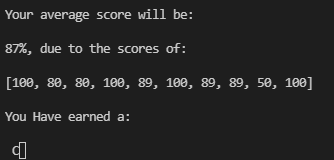 Your average score will be:
87%, due to the scores of:
[100, 80, 80, 100, 89, 100, 89, 89, 50, 100]
You Have earned a:
C